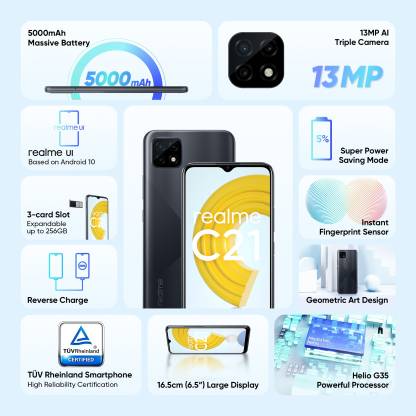 5000mAh
Massive Battery
5000mAh
13MP AI
Triple Camera
13MP
realme UI
realme UI
Based on Android 10
5%
Super Power
Saving Mode
3-card Slot
Expandable
up to 256GB
realme
C21
realme
Instant
Fingerprint Sensor
Reverse Charge
Geometric Art Design
TÜVRheinland
CERTIFIED
TÜV Rheinland Smartphone
High Reliability Certification
16.5cm (6.5") Large Display
Helio G35
Powerful Processor